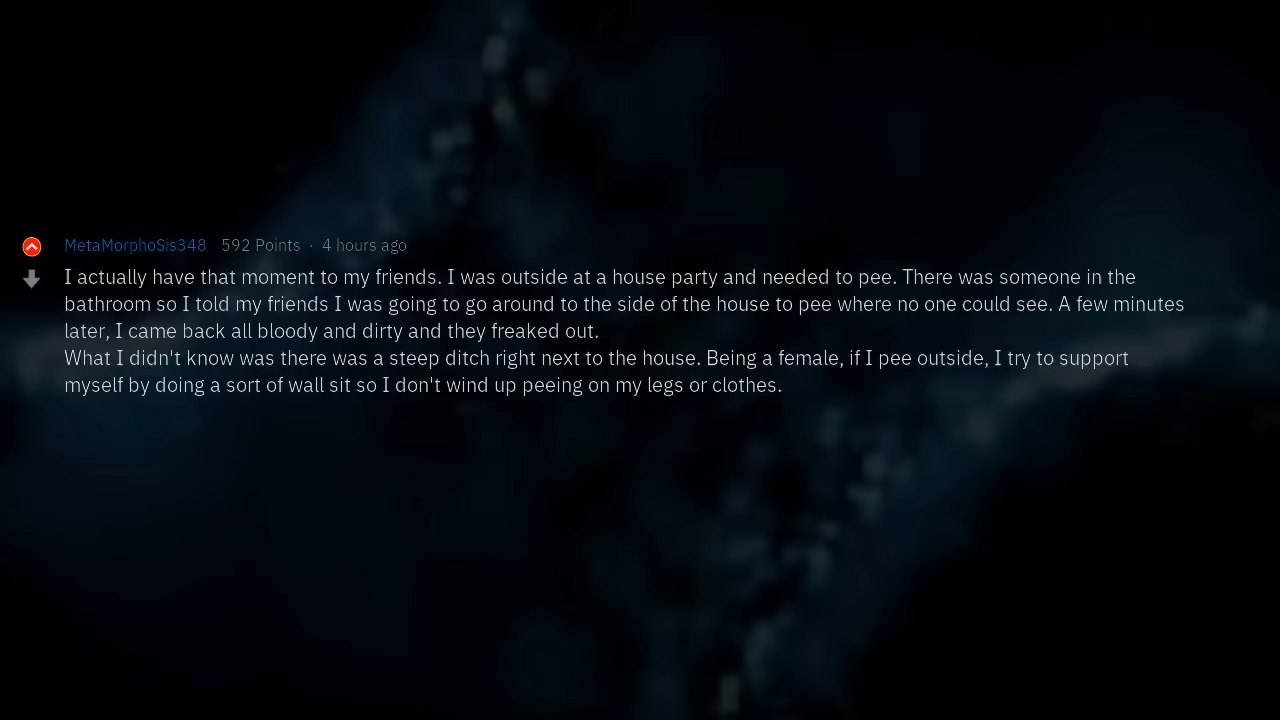 MetaMorphoSis348 592 Points · 4 hours ago
I actually have that moment to my friends. I was outside at a house party and needed to pee. There was someone in the
bathroom so I told my friends I was going to go around to the side of the house to pee where no one could see. A few minutes
later, I came back all bloody and dirty and they freaked out.
What I didn't know was there was a steep ditch right next to the house. Being a female, if I pee outside, I try to support
myself by doing a sort of wall sit so I don't wind up peeing on my legs or clothes.